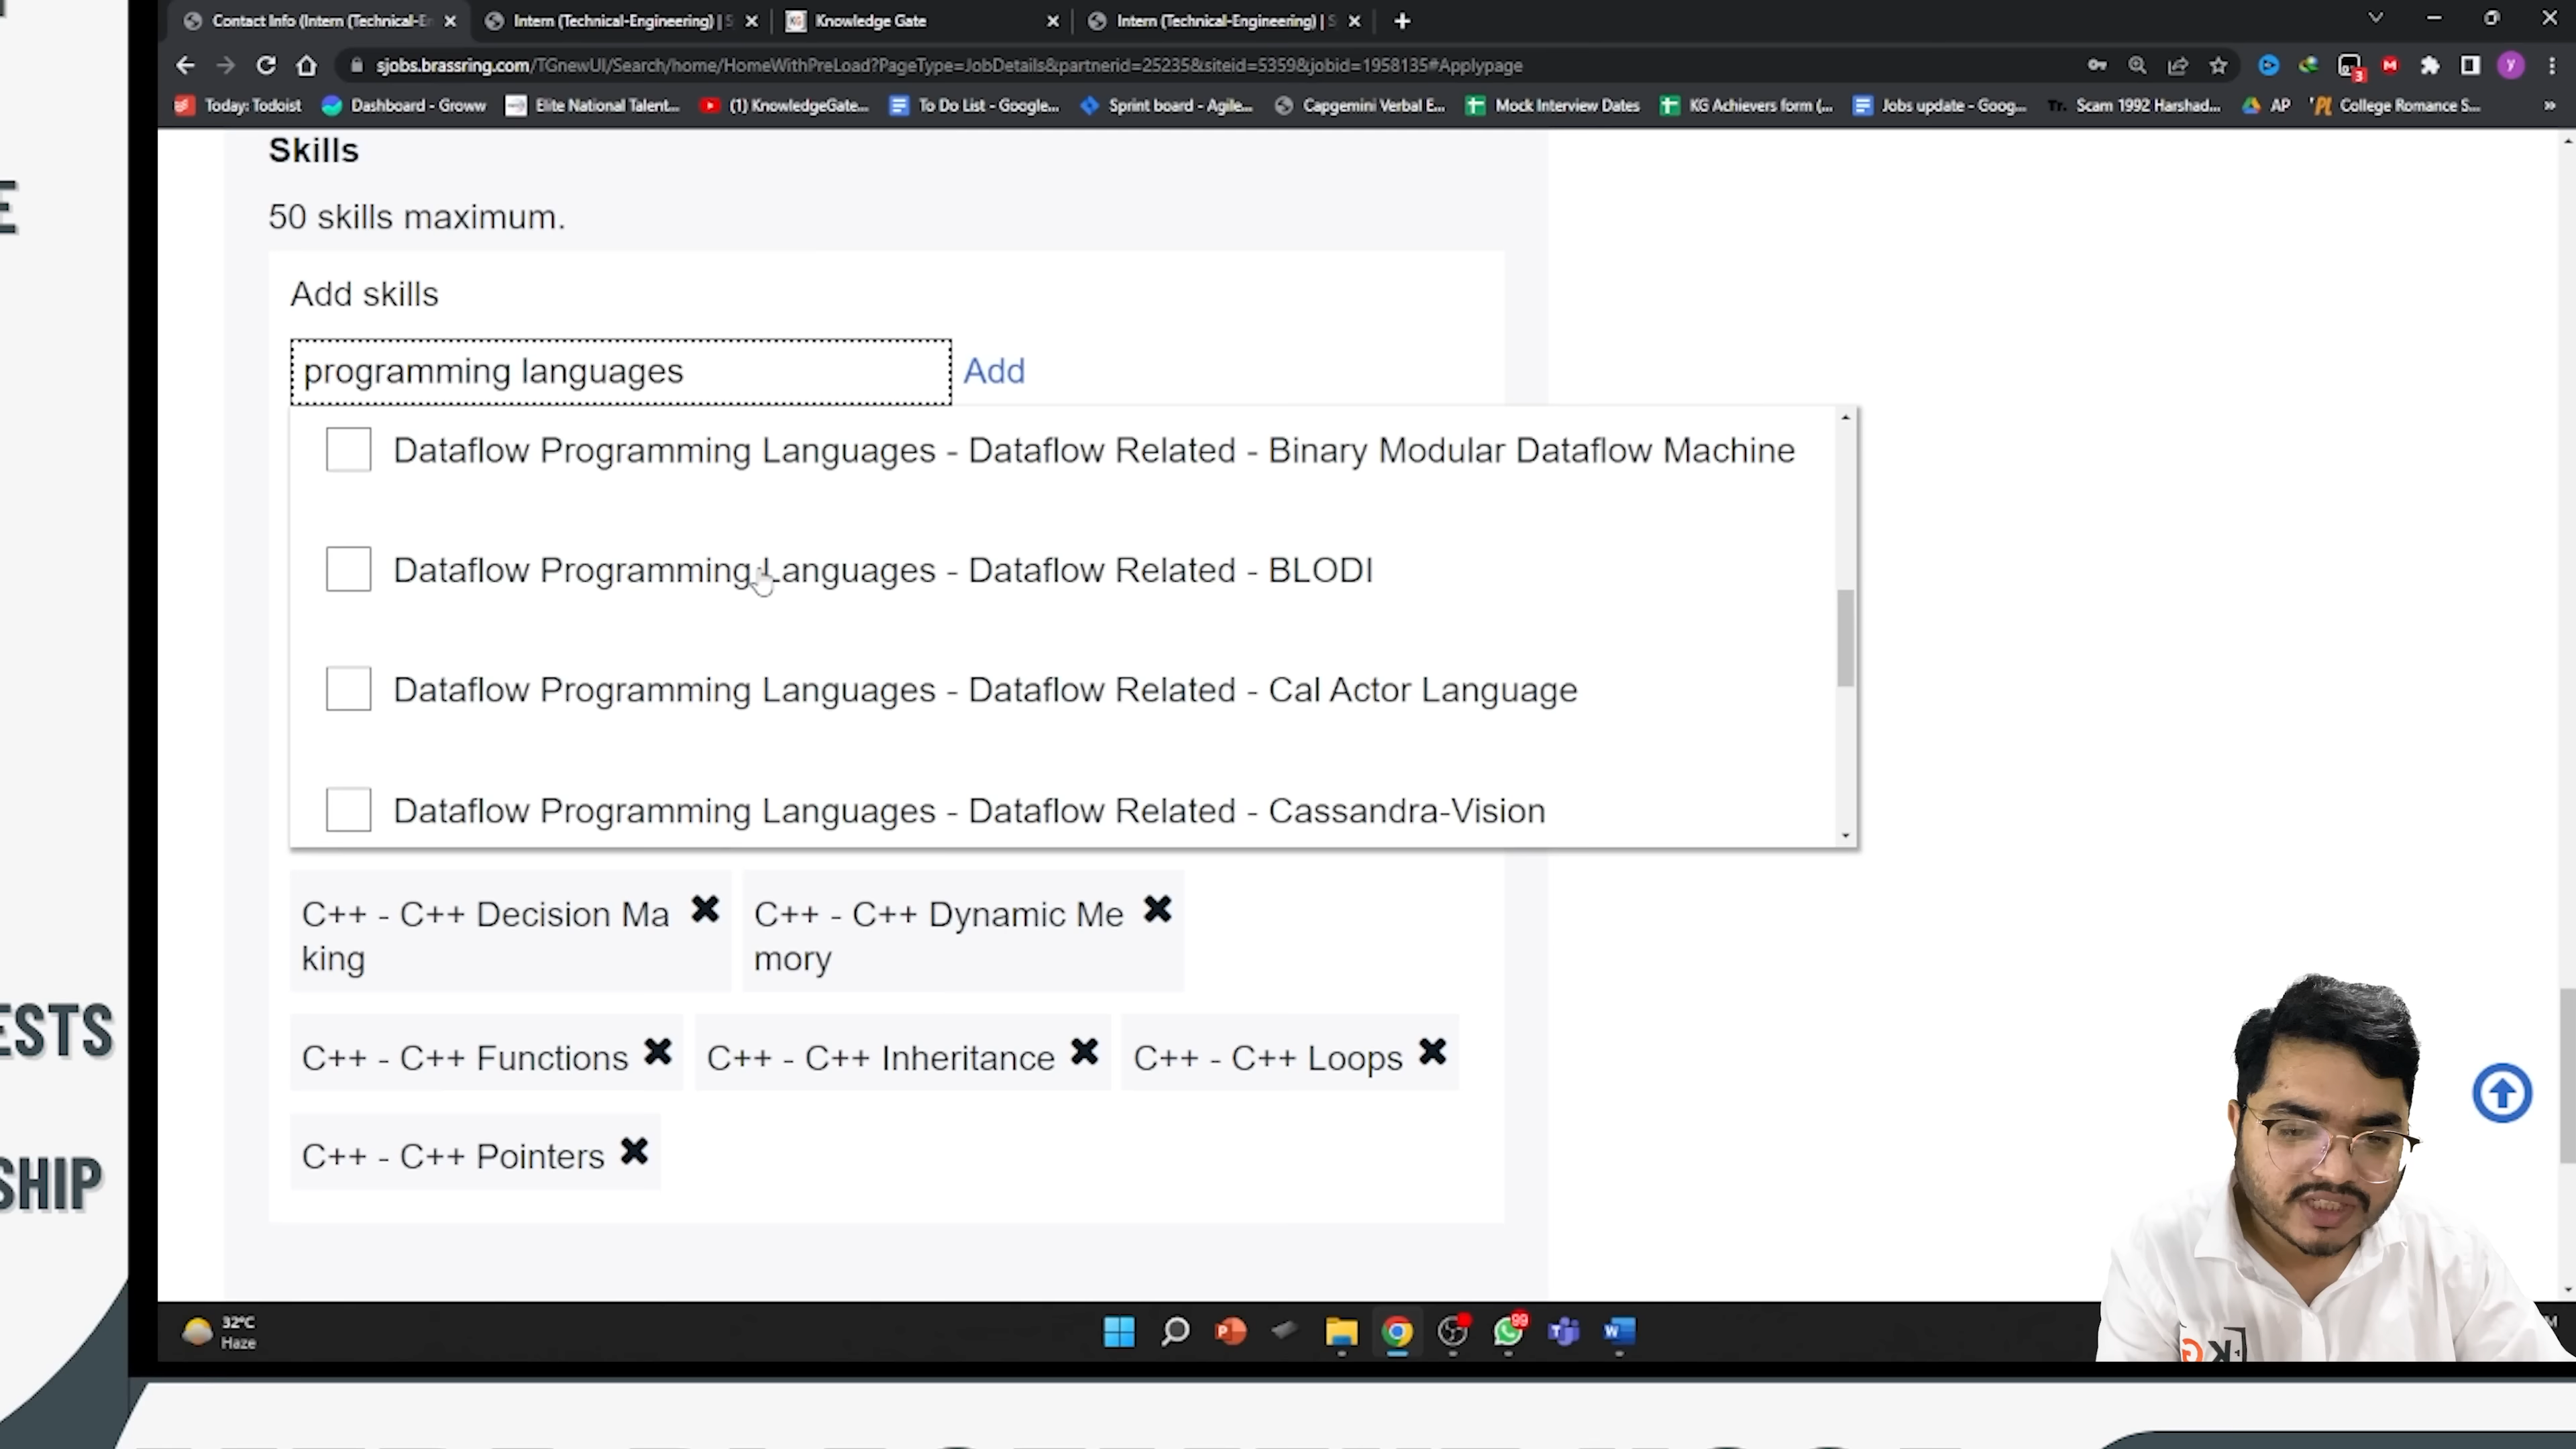 Contact Info (Intern (Technical-E
Intern (Technical-Engineering) | S
Knowledge Gate
Intern (Technical-Engineering) | S
sjobs.brassring.com/TGnewUI/Search/home/HomeWithPreLoad?PageType=JobDetails&partnerid=25235&siteid=5359&jobid=1958135#Applypage
3
y
Today: Todoist
Dashboard - Groww
Elite National Talent...
(1) KnowledgeGate...
To Do List - Google...
Sprint board - Agile...
Capgemini Verbal E...
Mock Interview Dates
KG Achievers form (...
Jobs update - Goog...
Tr. Scam 1992 Harshad...
AP
College Romance S...
»
Skills
50 skills maximum.
Add skills
programming languages
Add
Dataflow Programming Languages - Dataflow Related - Binary Modular Dataflow Machine
Dataflow Programming Languages - Dataflow Related - BLODI
Dataflow Programming Languages - Dataflow Related - Cal Actor Language
Dataflow Programming Languages - Dataflow Related - Cassandra-Vision
C++ - C++ Decision Ma
king
C++ - C++ Dynamic Me
mory
C++ - C++ Functions
C++ - C++ Inheritance
C++ - C++ Loops
C++ - C++ Pointers
E
ESTS
SHIP
32°C
Haze
99